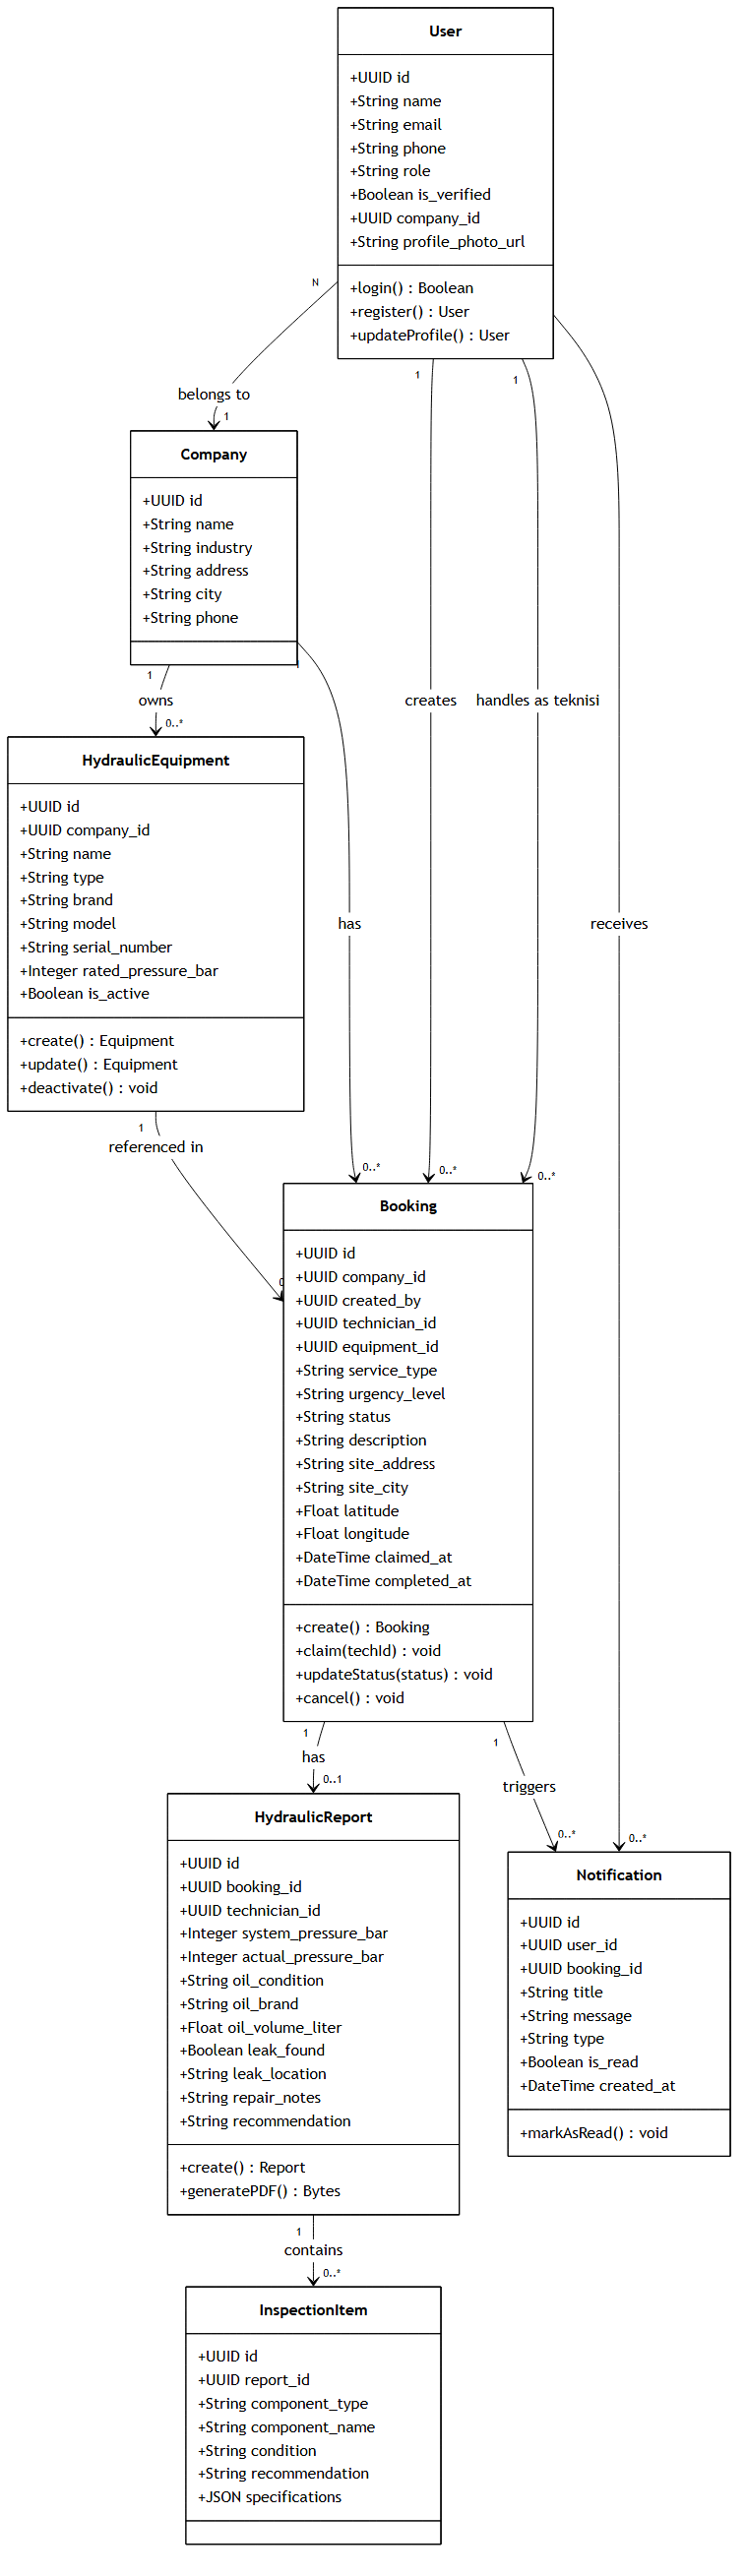 User
+UUID id
+String name
+String email
+String phone
+String role
+Boolean is_verified
+UUID company_id
+String profile_photo_url
+login() : Boolean
+register() : User
+updateProfile() : User
N
1
1
belongs to
1
Company
+UUID id
+String name
+String industry
+String address
+String city
+String phone
1
owns
creates
handles as teknisi
0..*
HydraulicEquipment
+UUID id
+UUID company_id
+String name
+String type
+String brand
+String model
+String serial_number
+Integer rated_pressure_bar
+Boolean is_active
+create() : Equipment
+update() : Equipment
+deactivate() : void
has
receives
1
referenced in
0..*
0..*
0..*
Booking
+UUID id
+UUID company_id
+UUID created_by
+UUID technician_id
+UUID equipment_id
+String service_type
+String urgency_level
+String status
+String description
+String site_address
+String site_city
+Float latitude
+Float longitude
+DateTime claimed_at
+DateTime completed_at
+create() : Booking
+claim(techId) : void
+updateStatus(status) : void
+cancel() : void
1
1
has
0..1
triggers
0..*
0..*
HydraulicReport
+UUID id
+UUID booking_id
+UUID technician_id
+Integer system_pressure_bar
+Integer actual_pressure_bar
+String oil_condition
+String oil_brand
+Float oil_volume_liter
+Boolean leak_found
+String leak_location
+String repair_notes
+String recommendation
+create() : Report
+generatePDF() : Bytes
Notification
+UUID id
+UUID user_id
+UUID booking_id
+String title
+String message
+String type
+Boolean is_read
+DateTime created_at
+markAsRead() : void
1
contains
0..*
InspectionItem
+UUID id
+UUID report_id
+String component_type
+String component_name
+String condition
+String recommendation
+JSON specifications